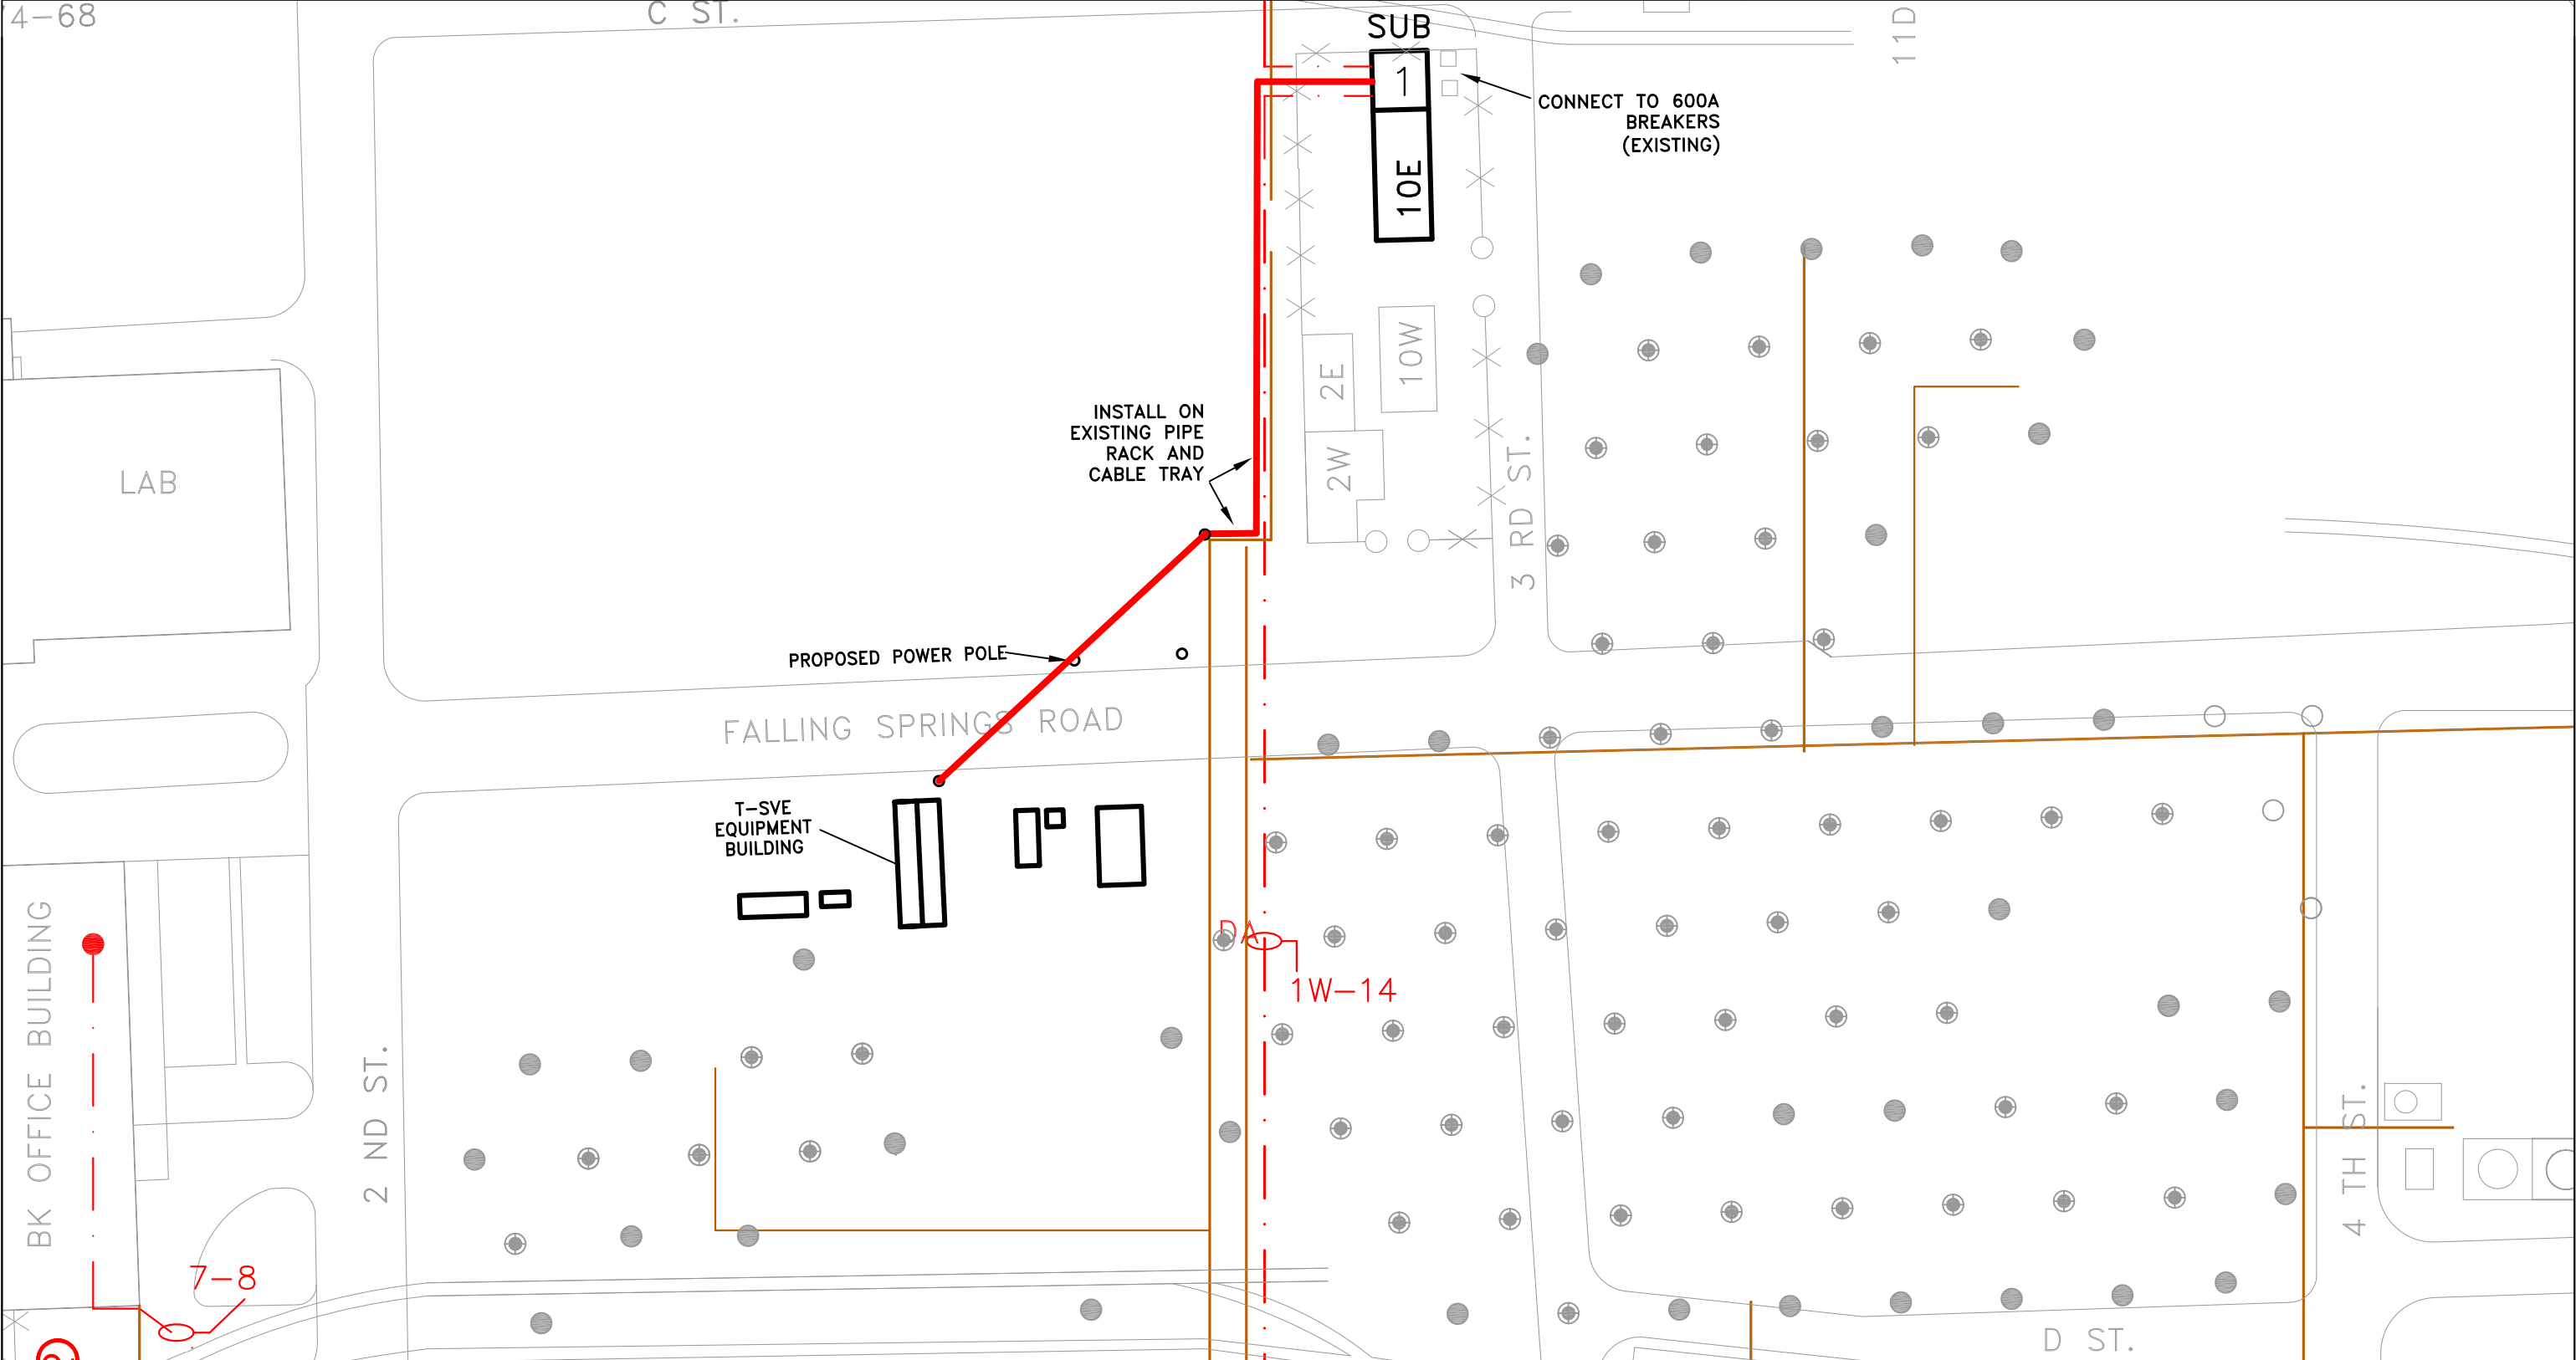 4-68
C ST.
SUB
1
10E
11D
CONNECT TO 600A
BREAKERS
(EXISTING)
2E
10W
2W
INSTALL ON
EXISTING PIPE
RACK AND
CABLE TRAY
LAB
3 RD ST.
PROPOSED POWER POLE
FALLING SPRINGS ROAD
T-SVE
EQUIPMENT
BUILDING
DA
1W-14
BK OFFICE BUILDING
2 ND ST.
4 TH ST.
7-8
D ST.